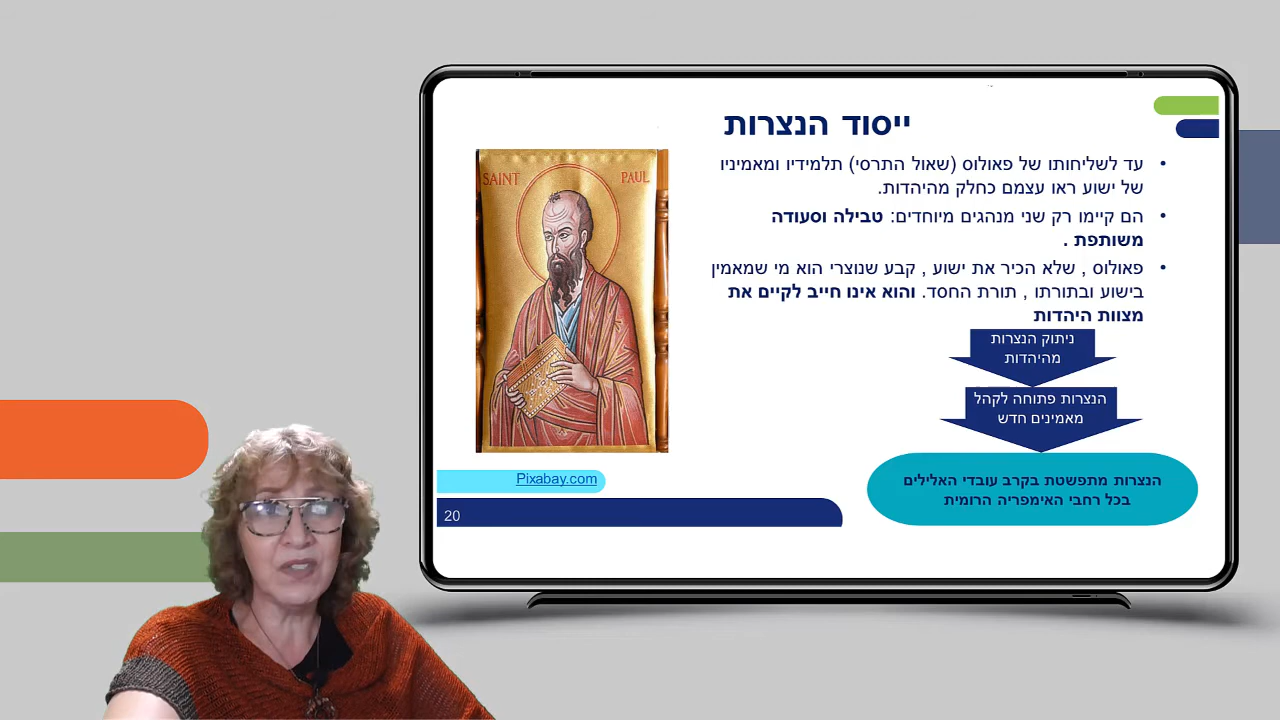 ייסוד הנצרות
עד לשליחותו של פאולוס (שאול התרסי) תלמידיו ומאמיניו
של ישוע ראו עצמם כחלק מהיהדות.
הם קיימו רק שני מנהגים מיוחדים: טבילה וסעודה
משותפת .
פאולוס , שלא הכיר את ישוע , קבע שנוצרי הוא מי שמאמין
בישוע ובתורתו , תורת החסד. והוא אינו חייב לקיים את
מצוות היהדות
SAINT PAUL
ניתוק הנצרות
מהיהדות
הנצרות פתוחה לקהל
מאמינים חדש
הנצרות מתפשטת בקרב עובדי האלילים
בכל רחבי האימפריה הרומית
Pixabay.com
20